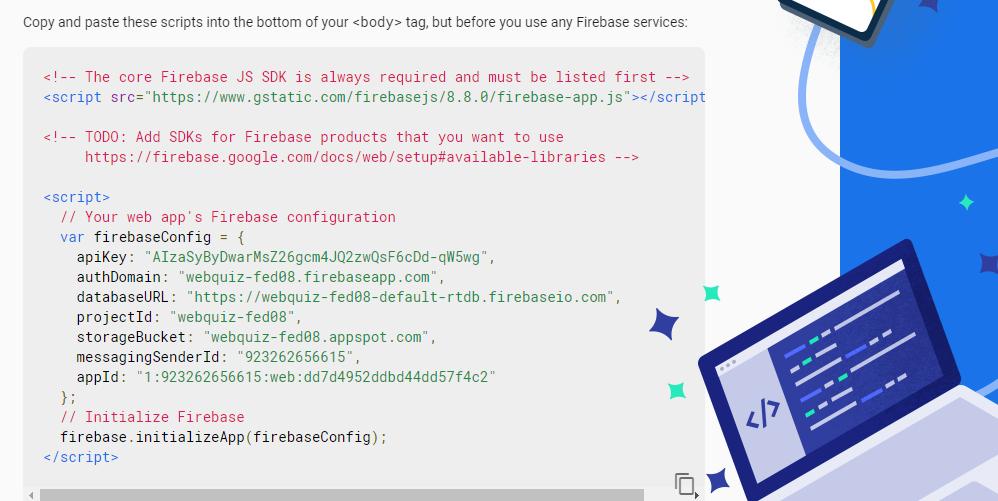 Copy and paste these scripts into the bottom of your <body> tag, but before you use any Firebase services:
<!-- The core Firebase JS SDK is always required and must be listed first -->
<script src="https://www.gstatic.com/firebasejs/8.8.0/firebase-app.js"></script
<!-- TODO: Add SDKs for Firebase products that you want to use
https://firebase.google.com/docs/web/setup#available-libraries -->
<script>
// Your web app's Firebase configuration
var firebaseConfig = {
apiKey: "AIzaSyByDwarMsZ26gcm4JQ2zwQsF6cDd-qW5wg",
authDomain: "webquiz-fed08.firebaseapp.com",
databaseURL: "https://webquiz-fed08-default-rtdb.firebaseio.com",
projectId: "webquiz-fed08",
storageBucket: "webquiz-fed08.appspot.com",
messagingSenderId: "923262656615",
appId: "1:923262656615:web:dd7d4952ddbd44dd57f4c2"
};
// Initialize Firebase
firebase.initializeApp(firebaseConfig);
</script>
</>